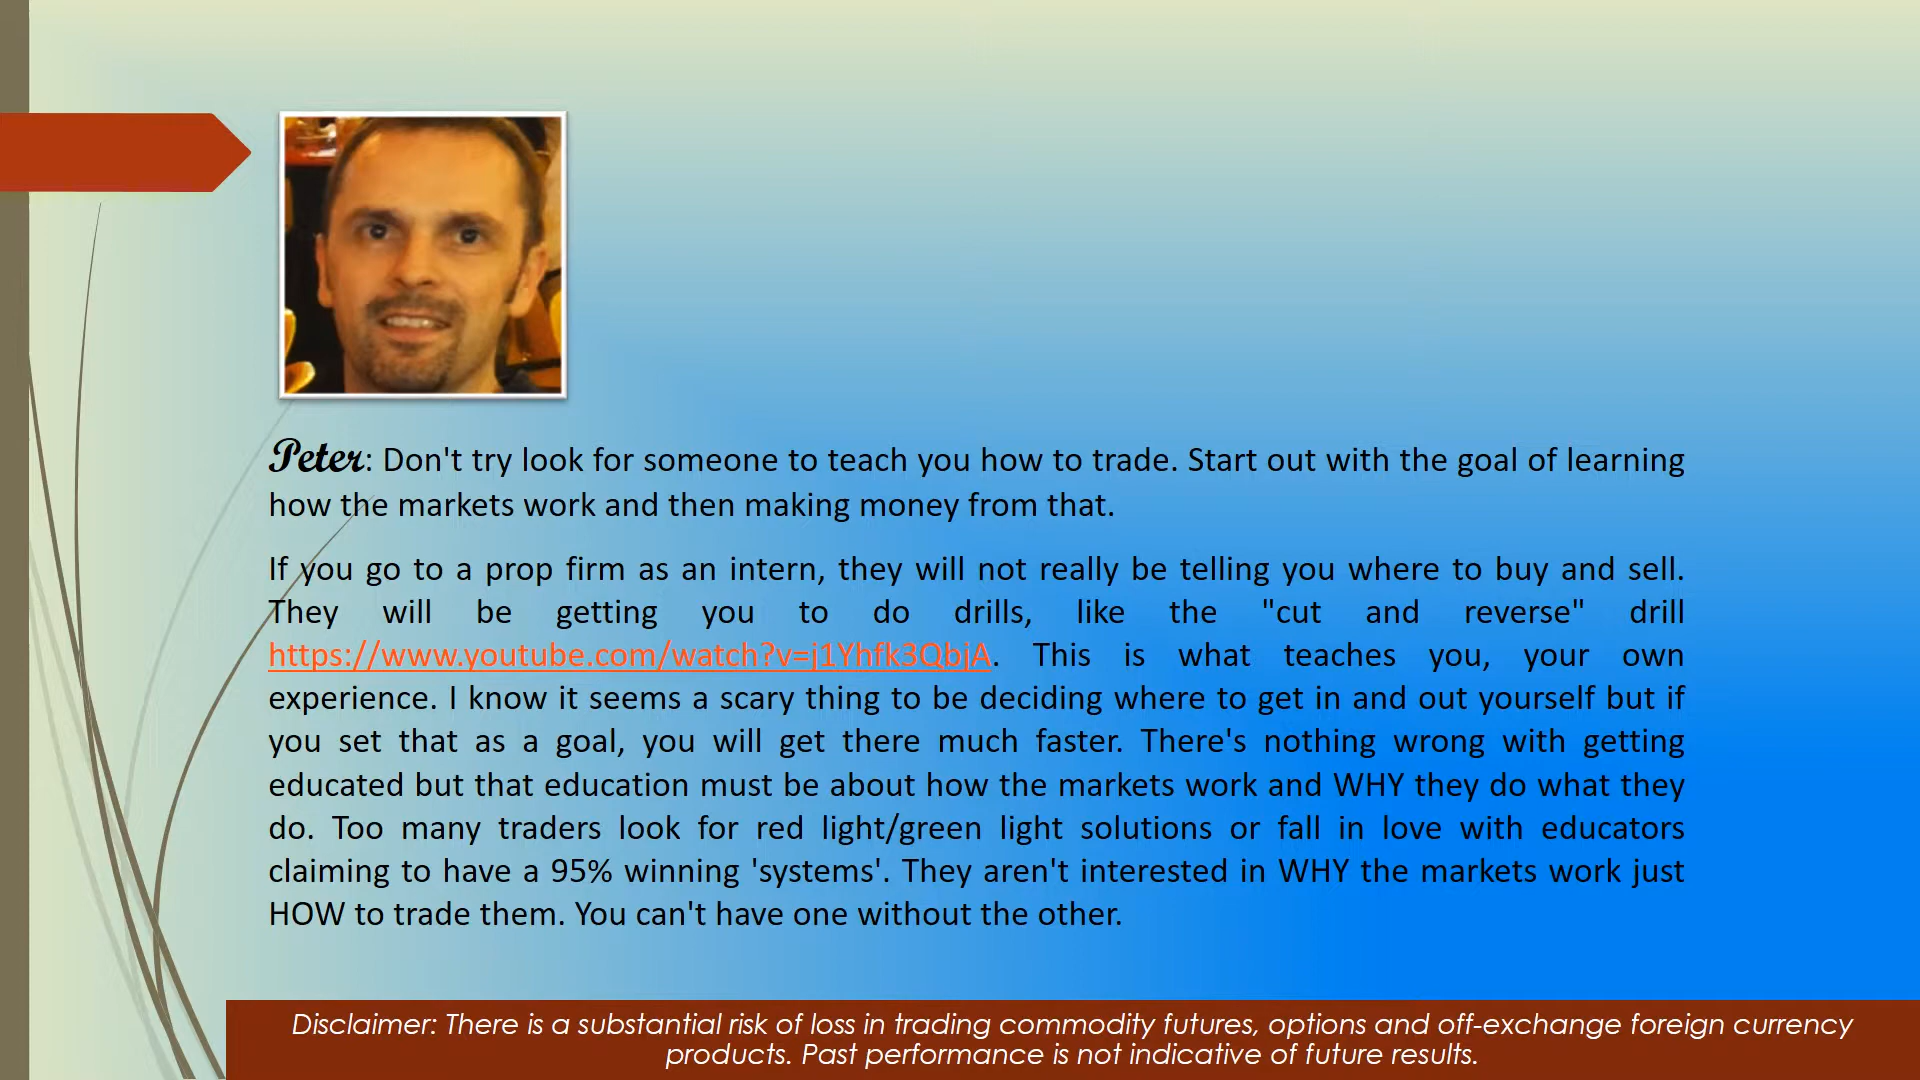 Peter: Don't try look for someone to teach you how to trade. Start out with the goal of learning
how the markets work and then making money from that.
If you go to a prop firm as an intern, they will not really be telling you where to buy and sell.
They will be getting you to do drills, like the "cut and reverse" drill
https://www.youtube.com/watch?v=j1Yhfk3QbjA. This is what teaches you, your own
experience. I know it seems a scary thing to be deciding where to get in and out yourself but if
you set that as a goal, you will get there much faster. There's nothing wrong with getting
educated but that education must be about how the markets work and WHY they do what they
do. Too many traders look for red light/green light solutions or fall in love with educators
claiming to have a 95% winning 'systems'. They aren't interested in WHY the markets work just
HOW to trade them. You can't have one without the other.
Disclaimer: There is a substantial risk of loss in trading commodity futures, options and off-exchange foreign currency
products. Past performance is not indicative of future results.